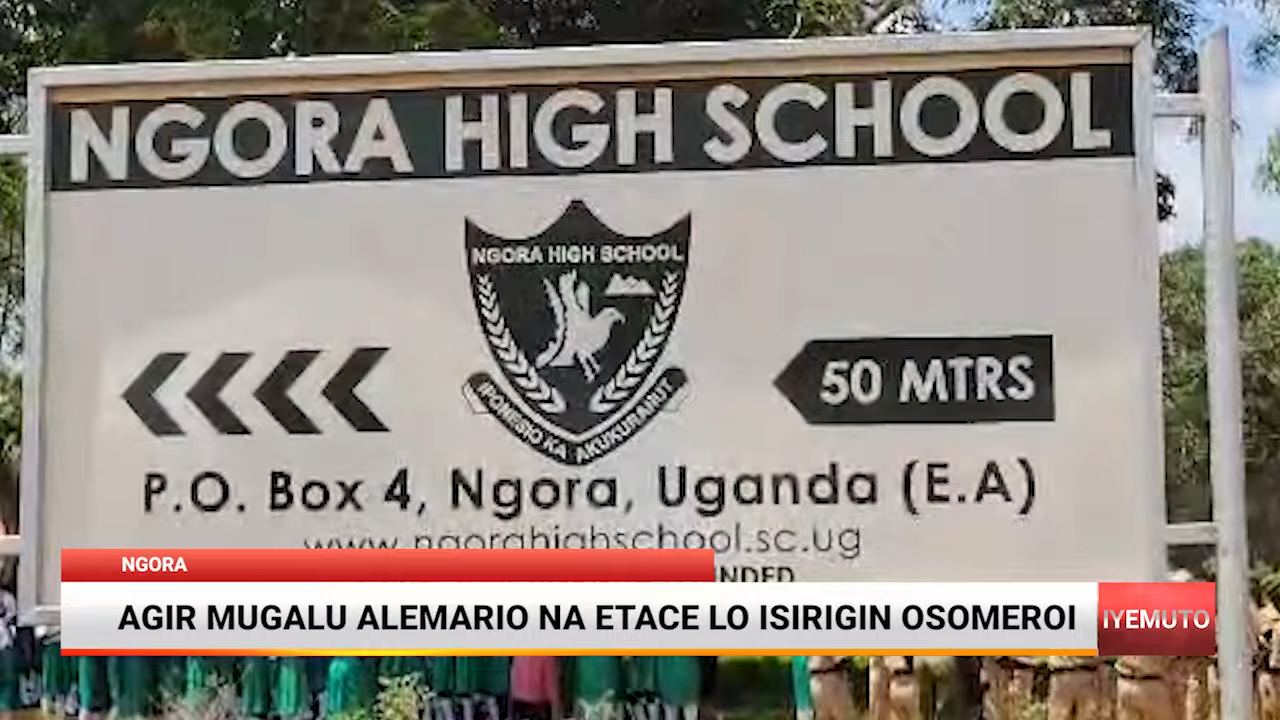 NGORA HIGH SCHOOL
NGORA HIGH SCHOOL
50 MTRS
IPONESIO KA AKUKURANUT
P.O. Box 4, Ngora, Uganda (E.A)
www.ngorahighschool.sc.ug
NGORA
AGIR MUGALU ALEMARIO NA ETACE LO ISIRIGIN OSOMEROI
IYEMUTO